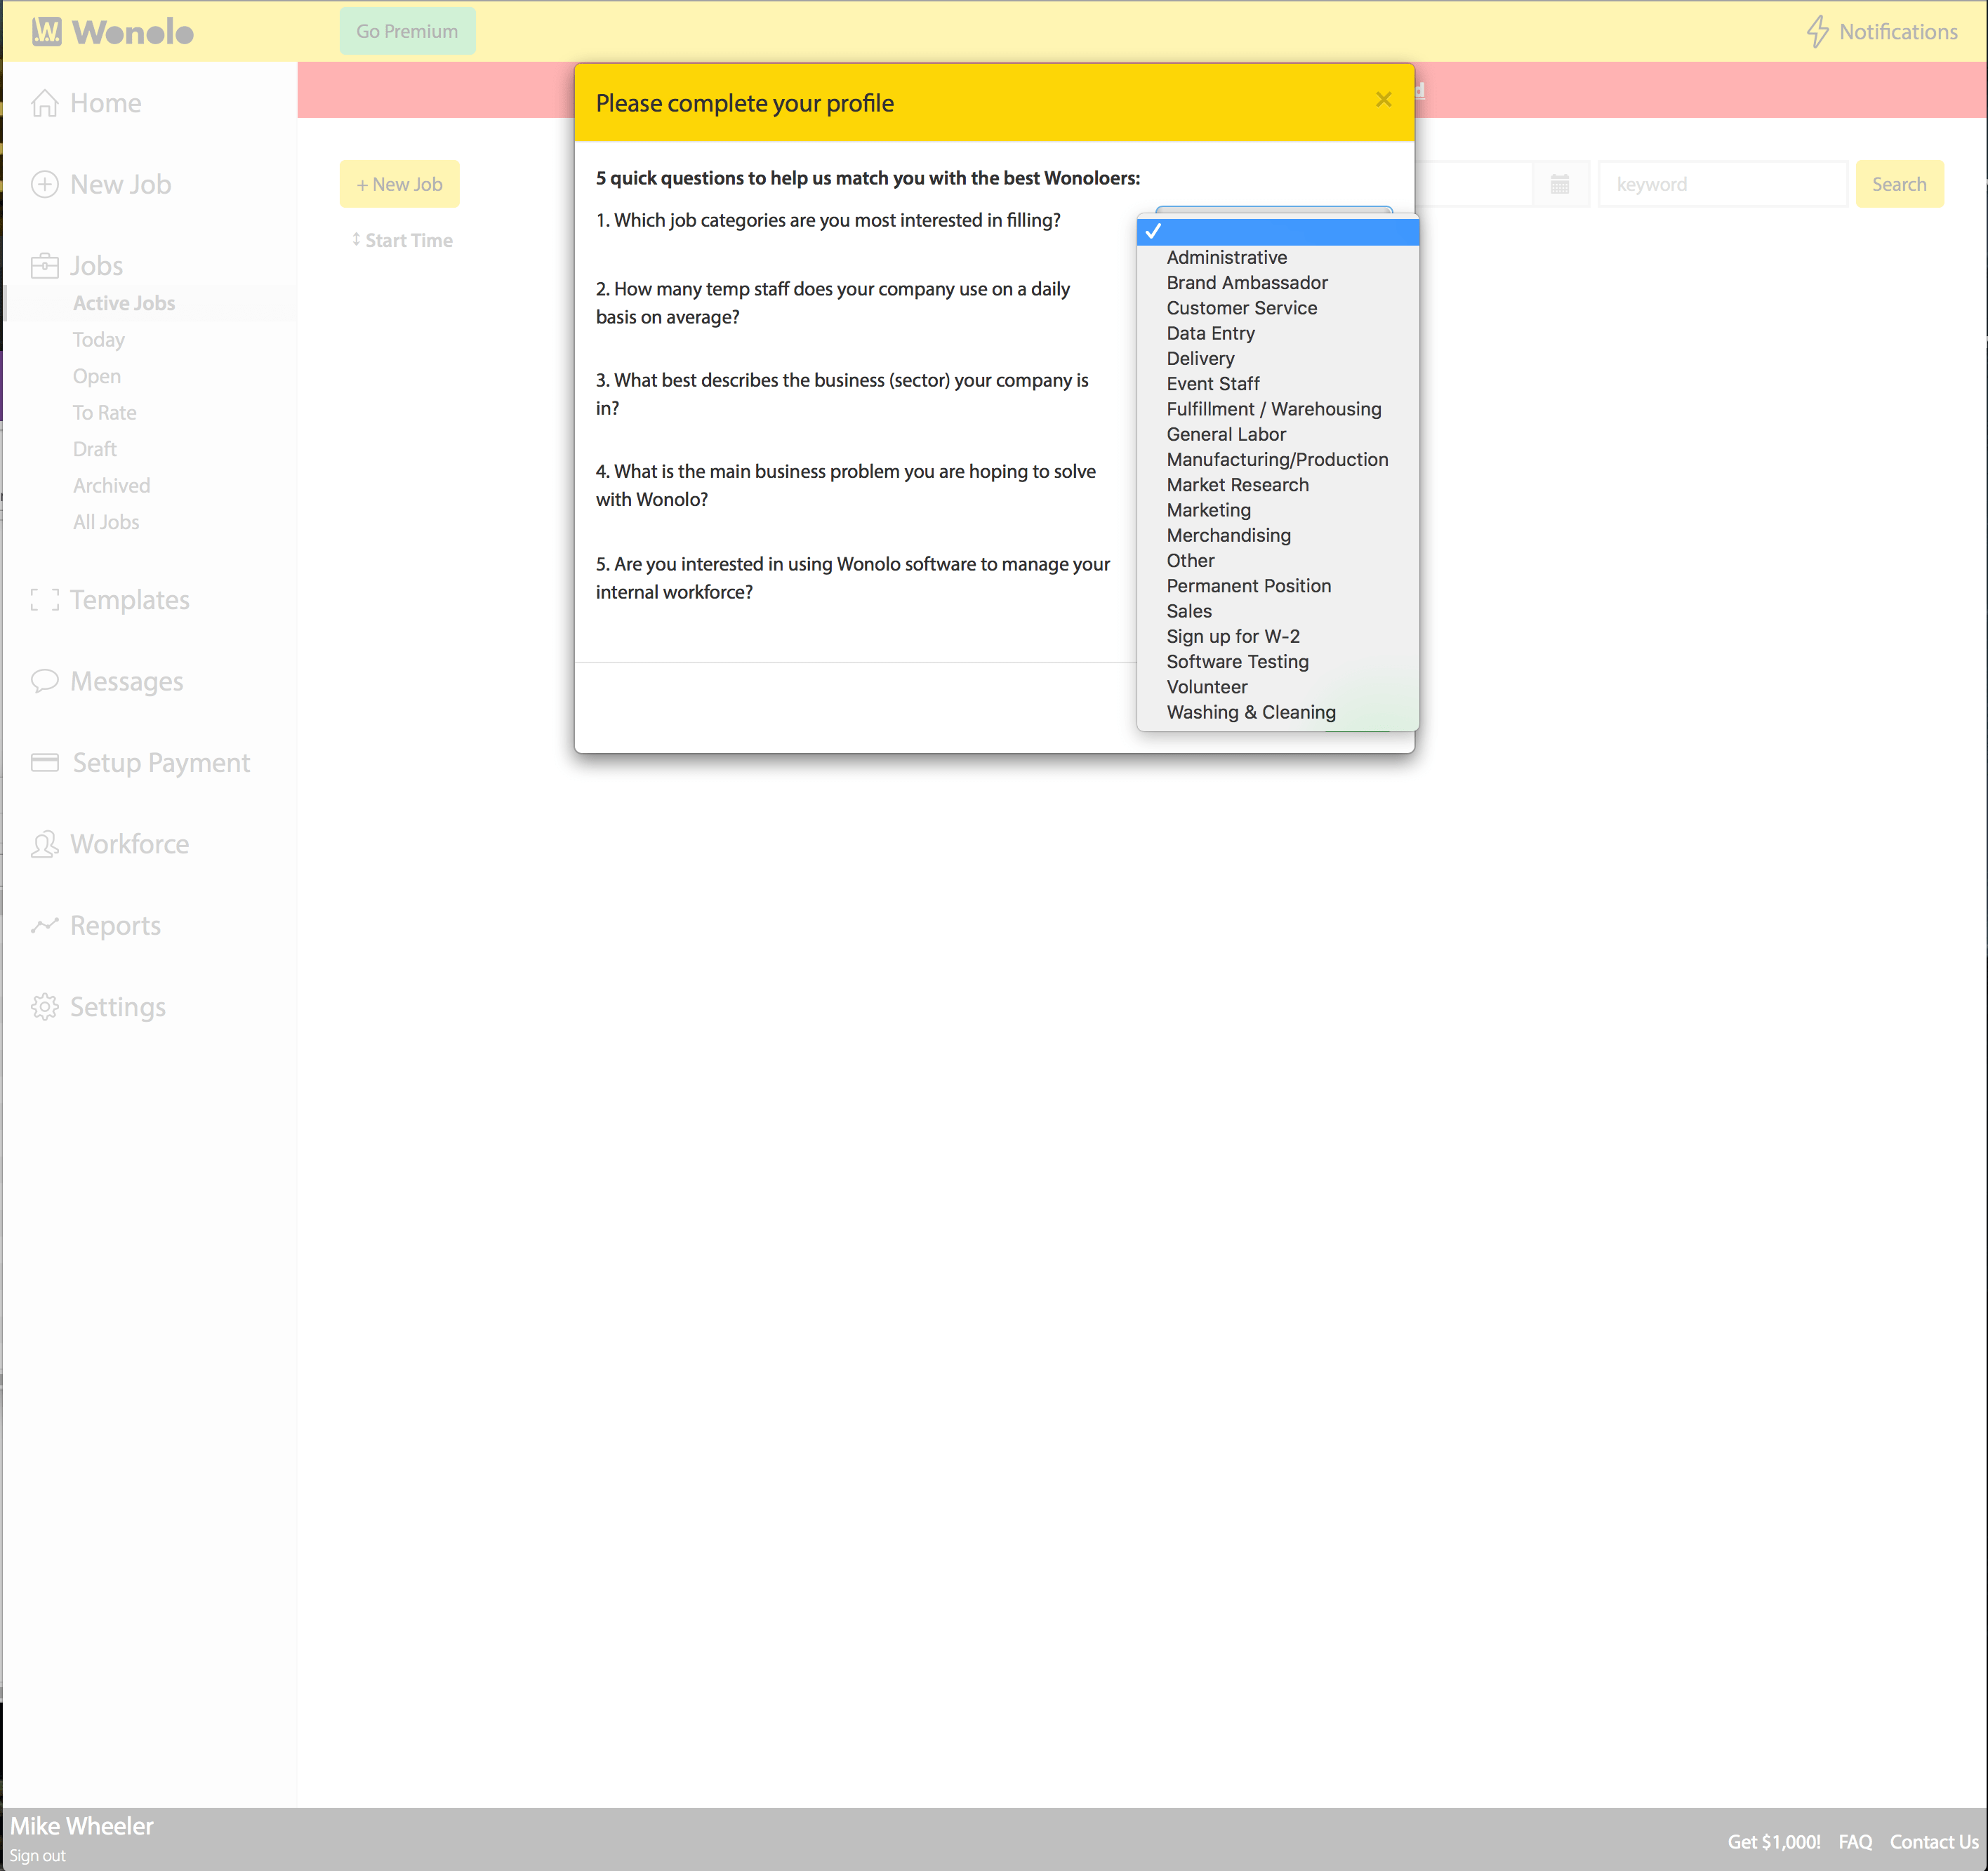 W Wonolo
Go Premium
Notifications
Home
New Job
Jobs
Active Jobs
Today
Open
To Rate
Draft
Archived
All Jobs
Templates
Messages
Setup Payment
Workforce
Reports
Settings
+ New Job
Start Time
keyword
Search
Please complete your profile
×
5 quick questions to help us match you with the best Wonoloers:
1. Which job categories are you most interested in filling?
2. How many temp staff does your company use on a daily
basis on average?
3. What best describes the business (sector) your company is
in?
4. What is the main business problem you are hoping to solve
with Wonolo?
5. Are you interested in using Wonolo software to manage your
internal workforce?
✓
Administrative
Brand Ambassador
Customer Service
Data Entry
Delivery
Event Staff
Fulfillment / Warehousing
General Labor
Manufacturing/Production
Market Research
Marketing
Merchandising
Other
Permanent Position
Sales
Sign up for W-2
Software Testing
Volunteer
Washing & Cleaning
Mike Wheeler
Sign out
Get $1,000!
FAQ
Contact Us